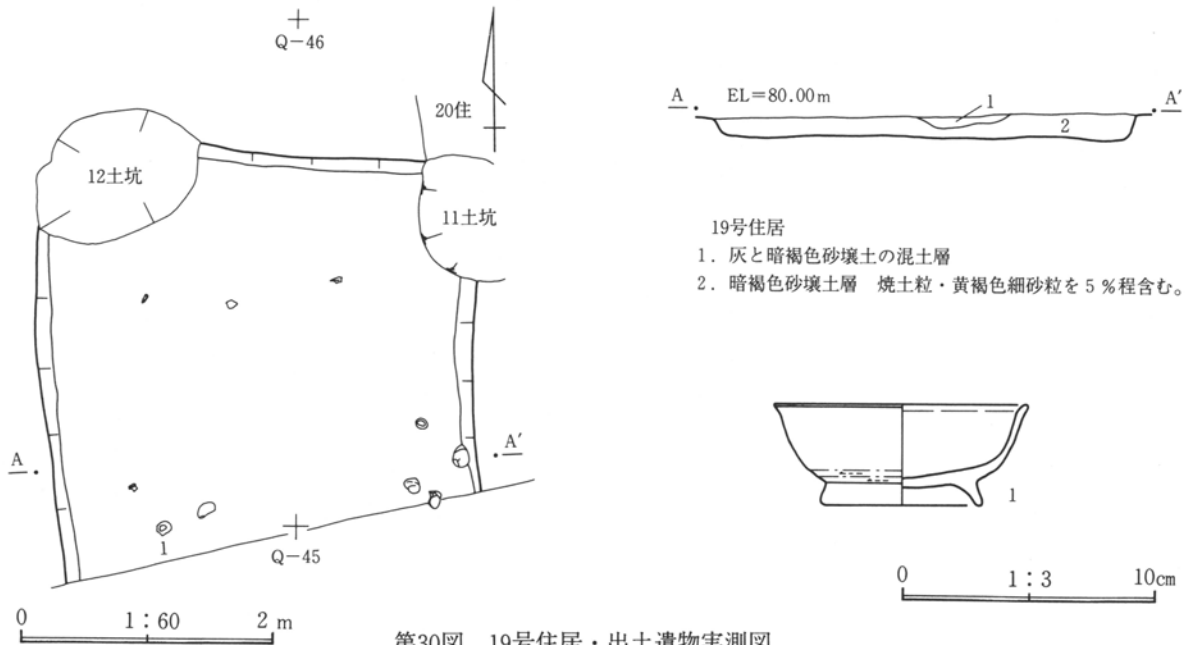 Q-46
20住
12土坑
11土坑
A
A′
1
Q-45
0 1:60 2 m
A EL=80.00m A′
1
2
19号住居
1. 灰と暗褐色砂壌土の混土層
2. 暗褐色砂壌土層 焼土粒・黄褐色細砂粒を5%程含む。
1
0 1:3 10cm
第30図 19号住居・出土遺物実測図